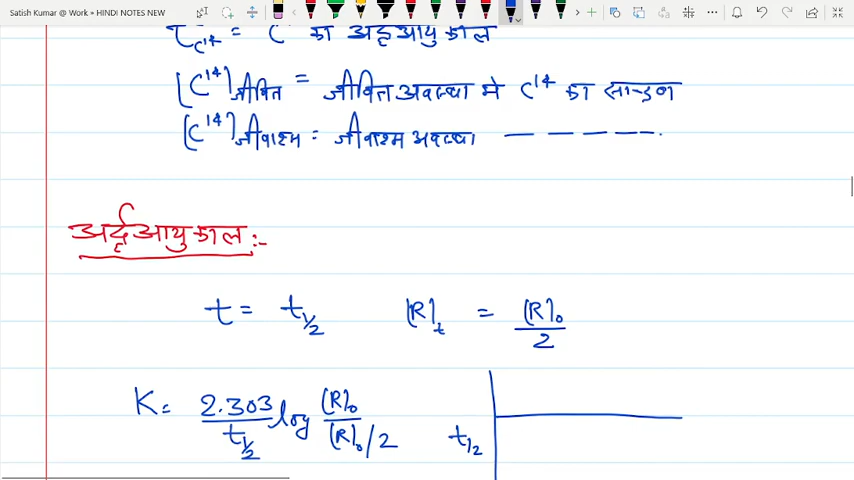 Satish Kumar @ Work » HINDI NOTES NEW
= C का अर्द्धआयुकाल
[C¹⁴]जीवित = जीवित अवस्था मे C¹⁴ का सान्द्रण
[C¹⁴]जीवाश्म = जीवाश्म अवस्था — — — — —.
अर्द्धआयुकाल :-
t = t½ [R]t = [R]₀/2
K = 2.303/t½ log [R]₀/[R]₀/2
t½